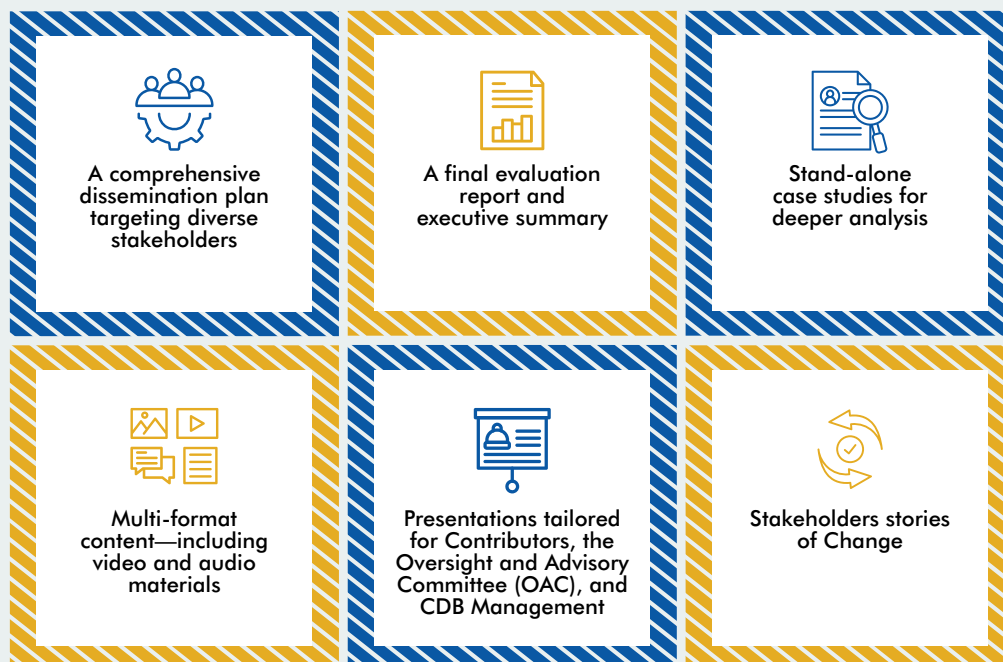 A comprehensive
dissemination plan
targeting diverse
stakeholders
A final evaluation
report and
executive summary
Stand-alone
case studies for
deeper analysis
Multi-format
content—including
video and audio
materials
Presentations tailored
for Contributors, the
Oversight and Advisory
Committee (OAC), and
CDB Management
Stakeholders stories
of Change